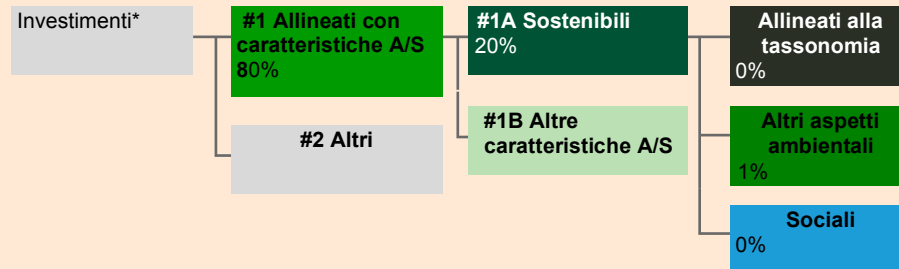 Investimenti*
#1 Allineati con
caratteristiche A/S
80%
#2 Altri
#1A Sostenibili
20%
#1B Altre
caratteristiche A/S
Allineati alla
tassonomia
0%
Altri aspetti
ambientali
1%
Sociali
0%